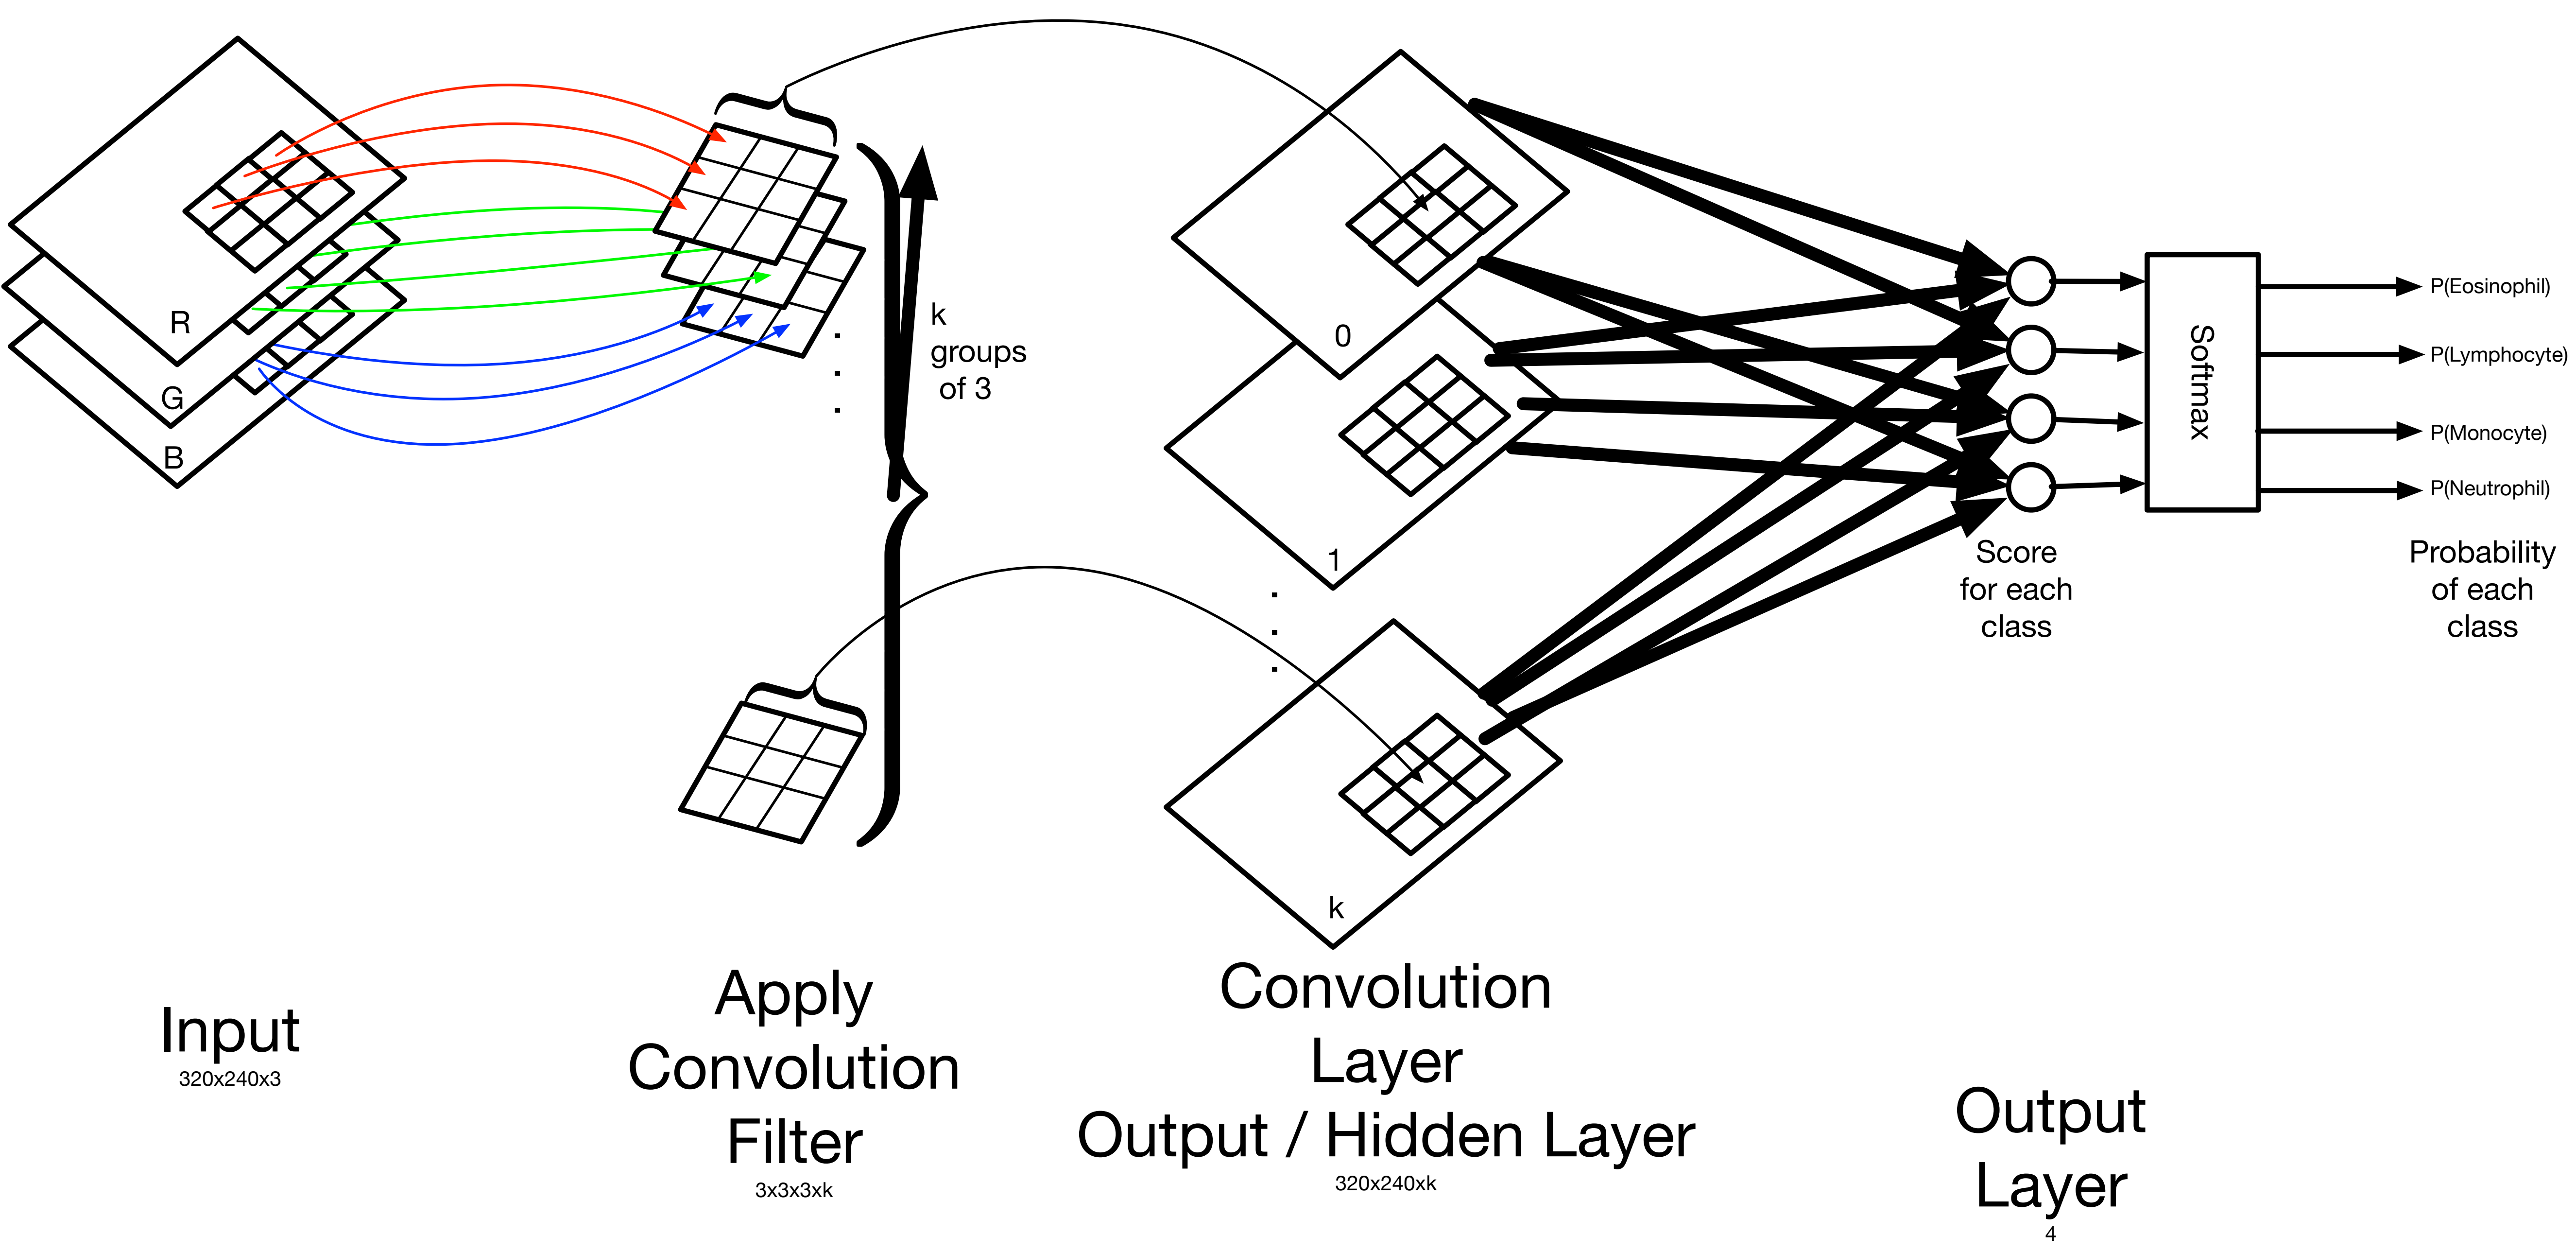 R
G
B
k
groups
of 3
0
1
k
Softmax
P(Eosinophil)
P(Lymphocyte)
P(Monocyte)
P(Neutrophil)
Score
for each
class
Probability
of each
class
Input
320x240x3
Apply
Convolution
Filter
3x3x3xk
Convolution
Layer
Output / Hidden Layer
320x240xk
Output
Layer
4